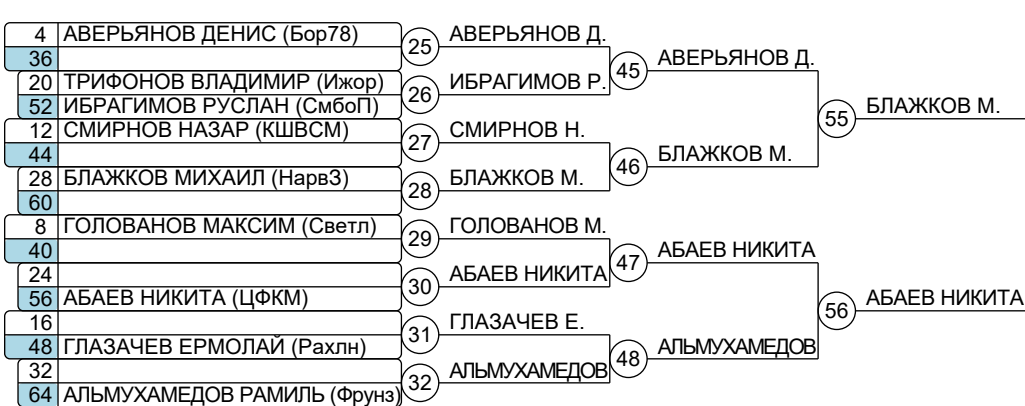 4 АВЕРЬЯНОВ ДЕНИС (Бор78)
36
25
АВЕРЬЯНОВ Д.
20 ТРИФОНОВ ВЛАДИМИР (Ижор)
52 ИБРАГИМОВ РУСЛАН (СмбоП)
26
ИБРАГИМОВ Р.
45
АВЕРЬЯНОВ Д.
12 СМИРНОВ НАЗАР (КШВСМ)
44
27
СМИРНОВ Н.
28 БЛАЖКОВ МИХАИЛ (Нарв3)
60
28
БЛАЖКОВ М.
46
БЛАЖКОВ М.
55
БЛАЖКОВ М.
8 ГОЛОВАНОВ МАКСИМ (Светл)
40
29
ГОЛОВАНОВ М.
24
56 АБАЕВ НИКИТА (ЦФКМ)
30
АБАЕВ НИКИТА
47
АБАЕВ НИКИТА
16
48 ГЛАЗАЧЕВ ЕРМОЛАЙ (Рахлн)
31
ГЛАЗАЧЕВ Е.
32
64 АЛЬМУХАМЕДОВ РАМИЛЬ (Фрунз)
32
АЛЬМУХАМЕДОВ
48
АЛЬМУХАМЕДОВ
56
АБАЕВ НИКИТА